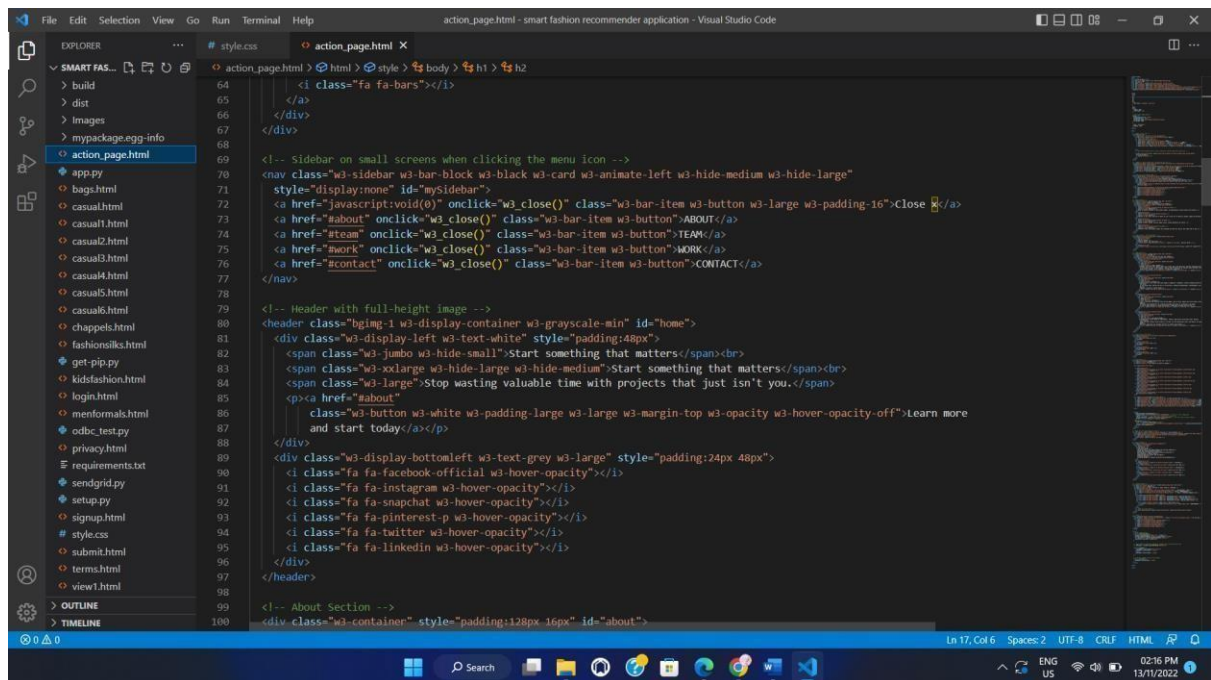 File Edit Selection View Go Run Terminal Help action_page.html - smart fashion recommender application - Visual Studio Code
EXPLORER ···
# style.css
action_page.html
SMART FAS...
action_page.html > html > style > body > h1 > h2
> build
> dist
> Images
> mypackage.egg-info
action_page.html
app.py
bags.html
casual.html
casual1.html
casual2.html
casual3.html
casual4.html
casual5.html
casual6.html
chappels.html
fashionsilks.html
get-pip.py
kidsfashion.html
login.html
menformals.html
odbc_test.py
privacy.html
requirements.txt
sendgrid.py
setup.py
signup.html
# style.css
submit.html
terms.html
view1.html
> OUTLINE
> TIMELINE
64 <i class="fa fa-bars"></i>
65 </a>
66 </div>
67 </div>
68
69 <!-- Sidebar on small screens when clicking the menu icon -->
70 <nav class="w3-sidebar w3-bar-block w3-black w3-card w3-animate-left w3-hide-medium w3-hide-large"
71 style="display:none" id="mySidebar">
72 <a href="javascript:void(0)" onclick="w3_close()" class="w3-bar-item w3-button w3-large w3-padding-16">Close ×</a>
73 <a href="#about" onclick="w3_close()" class="w3-bar-item w3-button">ABOUT</a>
74 <a href="#team" onclick="w3_close()" class="w3-bar-item w3-button">TEAM</a>
75 <a href="#work" onclick="w3_close()" class="w3-bar-item w3-button">WORK</a>
76 <a href="#contact" onclick="w3_close()" class="w3-bar-item w3-button">CONTACT</a>
77 </nav>
78
79 <!-- Header with full-height image -->
80 <header class="bgimg-1 w3-display-container w3-grayscale-min" id="home">
81 <div class="w3-display-left w3-text-white" style="padding:48px">
82 <span class="w3-jumbo w3-hide-small">Start something that matters</span><br>
83 <span class="w3-xxlarge w3-hide-large w3-hide-medium">Start something that matters</span><br>
84 <span class="w3-large">Stop wasting valuable time with projects that just isn't you.</span>
85 <p><a href="#about"
86 class="w3-button w3-white w3-padding-large w3-large w3-margin-top w3-opacity w3-hover-opacity-off">Learn more
87 and start today</a></p>
88 </div>
89 <div class="w3-display-bottomleft w3-text-grey w3-large" style="padding:24px 48px">
90 <i class="fa fa-facebook-official w3-hover-opacity"></i>
91 <i class="fa fa-instagram w3-hover-opacity"></i>
92 <i class="fa fa-snapchat w3-hover-opacity"></i>
93 <i class="fa fa-pinterest-p w3-hover-opacity"></i>
94 <i class="fa fa-twitter w3-hover-opacity"></i>
95 <i class="fa fa-linkedin w3-hover-opacity"></i>
96 </div>
97 </header>
98
99 <!-- About Section -->
100 <div class="w3-container" style="padding:128px 16px" id="about">
0 0
Ln 17, Col 6 Spaces: 2 UTF-8 CRLF HTML
Search
ENG
US
02:16 PM
13/11/2022
1